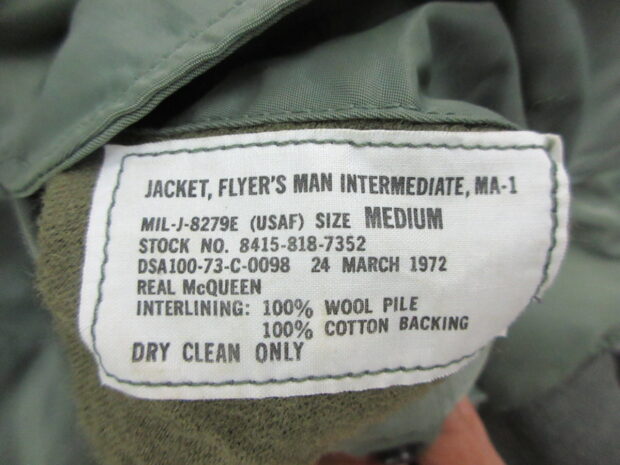 JACKET, FLYER'S MAN INTERMEDIATE, MA-1
MIL-J-8279E (USAF) SIZE MEDIUM
STOCK NO. 8415-818-7352
DSA100-73-C-0098 24 MARCH 1972
REAL McQUEEN
INTERLINING: 100% WOOL PILE
100% COTTON BACKING
DRY CLEAN ONLY